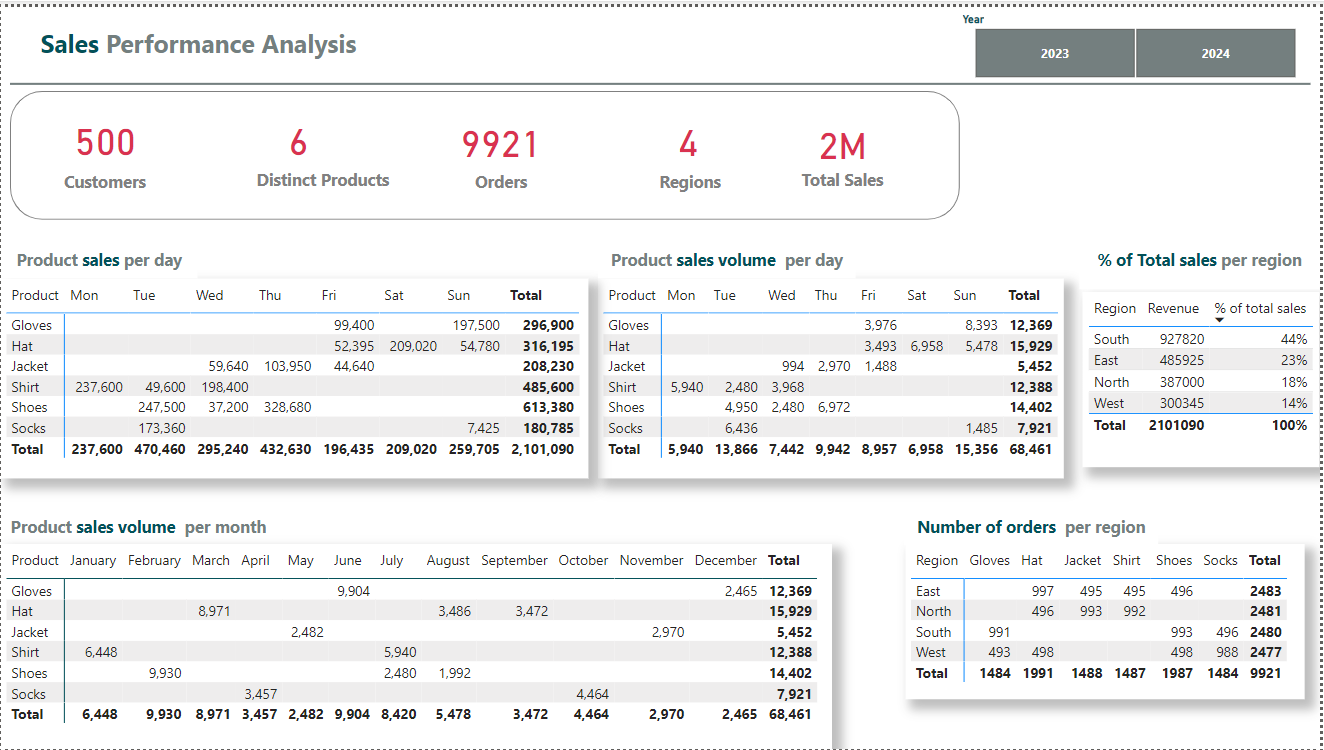 Year
Sales Performance Analysis
2023 2024
500 6 9921 4 2M
Customers Distinct Products Orders Regions Total Sales
Product sales per day
Product Mon Tue Wed Thu Fri Sat Sun Total
Gloves 99,400 197,500 296,900
Hat 52,395 209,020 54,780 316,195
Jacket 59,640 103,950 44,640 208,230
Shirt 237,600 49,600 198,400 485,600
Shoes 247,500 37,200 328,680 613,380
Socks 173,360 7,425 180,785
Total 237,600 470,460 295,240 432,630 196,435 209,020 259,705 2,101,090
Product sales volume per day
Product Mon Tue Wed Thu Fri Sat Sun Total
Gloves 3,976 8,393 12,369
Hat 3,493 6,958 5,478 15,929
Jacket 994 2,970 1,488 5,452
Shirt 5,940 2,480 3,968 12,388
Shoes 4,950 2,480 6,972 14,402
Socks 6,436 1,485 7,921
Total 5,940 13,866 7,442 9,942 8,957 6,958 15,356 68,461
% of Total sales per region
Region Revenue % of total sales
South 927820 44%
East 485925 23%
North 387000 18%
West 300345 14%
Total 2101090 100%
Product sales volume per month
Product January February March April May June July August September October November December Total
Gloves 9,904 2,465 12,369
Hat 8,971 3,486 3,472 15,929
Jacket 2,482 2,970 5,452
Shirt 6,448 5,940 12,388
Shoes 9,930 2,480 1,992 14,402
Socks 3,457 4,464 7,921
Total 6,448 9,930 8,971 3,457 2,482 9,904 8,420 5,478 3,472 4,464 2,970 2,465 68,461
Number of orders per region
Region Gloves Hat Jacket Shirt Shoes Socks Total
East 997 495 495 496 2483
North 496 993 992 2481
South 991 993 496 2480
West 493 498 498 988 2477
Total 1484 1991 1488 1487 1987 1484 9921